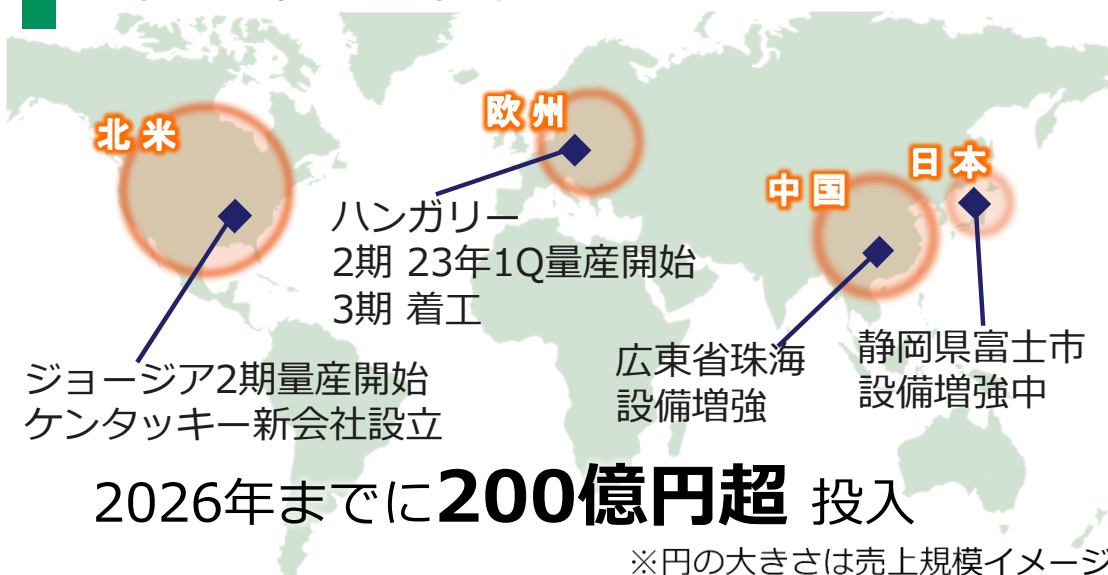 北米
欧州
中国
日本
ハンガリー
2期 23年1Q量産開始
3期 着工
ジョージア2期量産開始
ケンタッキー新会社設立
広東省珠海
設備増強
静岡県富士市
設備増強中
2026年までに200億円超 投入
※円の大きさは売上規模イメージ